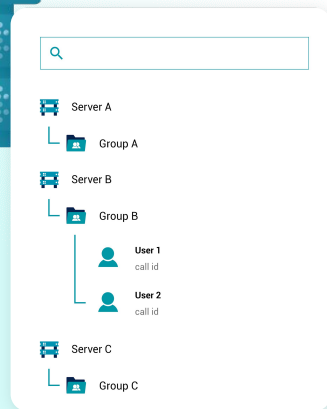 Server A
Group A
Server B
Group B
User 1
call id
User 2
call id
Server C
Group C